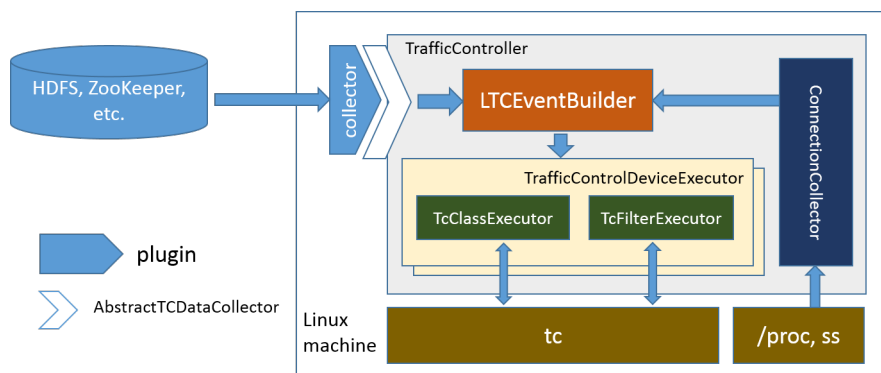 TrafficController
HDFS, ZooKeeper,
etc.
collector
LTCEventBuilder
ConnectionCollector
TrafficControlDeviceExecutor
TcClassExecutor
TcFilterExecutor
plugin
AbstractTCDataCollector
Linux
machine
tc
/proc, ss